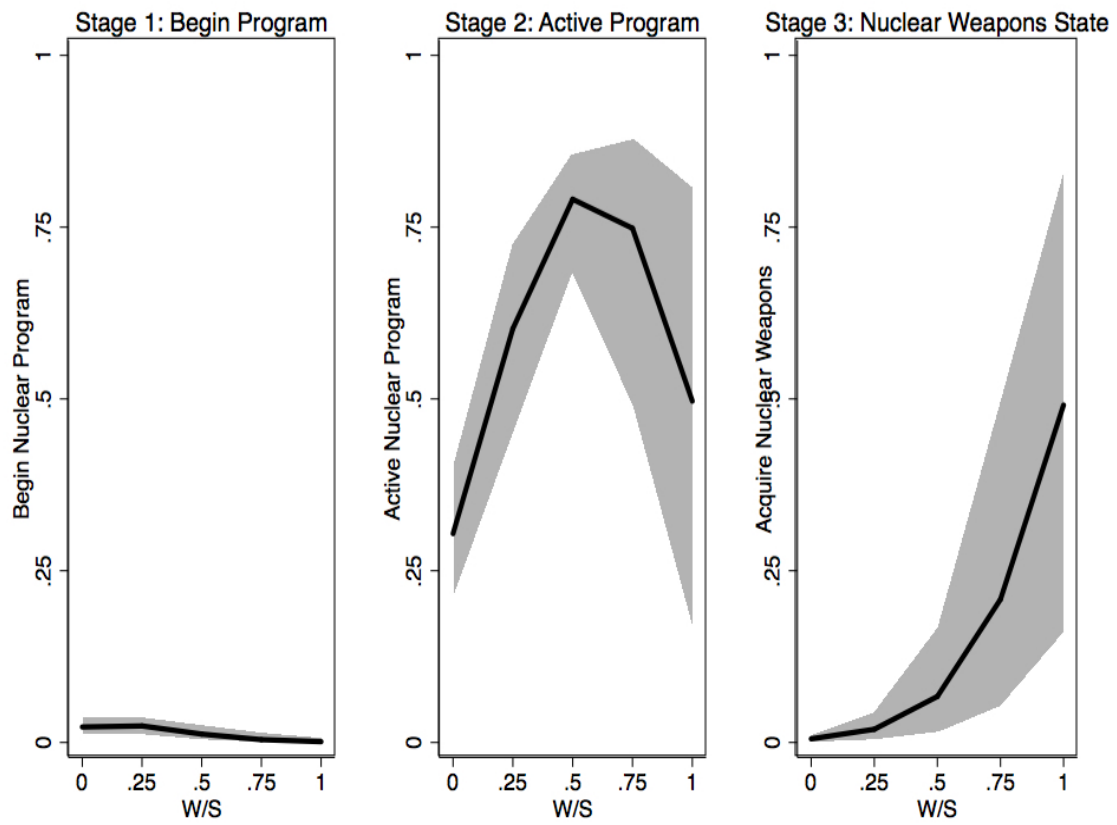 Stage 1: Begin Program
Begin Nuclear Program
1
.75
.5
.25
0
0 .25 .5 .75 1
W/S
Stage 2: Active Program
Active Nuclear Program
1
.75
.5
.25
0
0 .25 .5 .75 1
W/S
Stage 3: Nuclear Weapons State
Acquire Nuclear Weapons
1
.75
.5
.25
0
0 .25 .5 .75 1
W/S